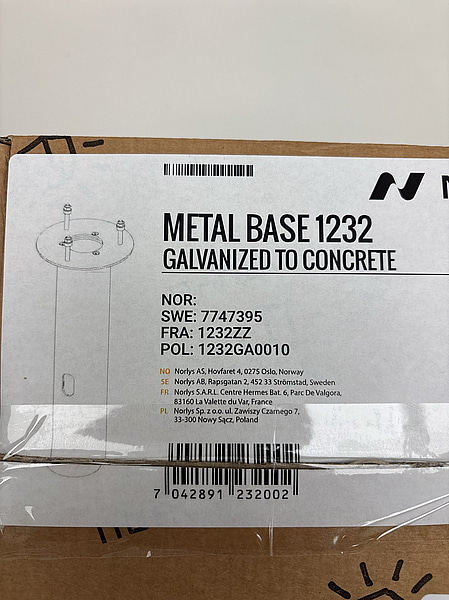 METAL BASE 1232
GALVANIZED TO CONCRETE
NOR:
SWE: 7747395
FRA: 1232ZZ
POL: 1232GA0010
NO Norlys AS, Hovfaret 4, 0275 Oslo, Norway
SE Norlys AB, Rapsgatan 2, 452 33 Strömstad, Sweden
FR Norlys S.A.R.L. Centre Hermes Bat. 6, Parc De Valgora,
83160 La Valette du Var, France
PL Norlys Sp. z o.o. ul. Zawiszy Czarnego 7,
33-300 Nowy Sącz, Poland
7 042891 232002